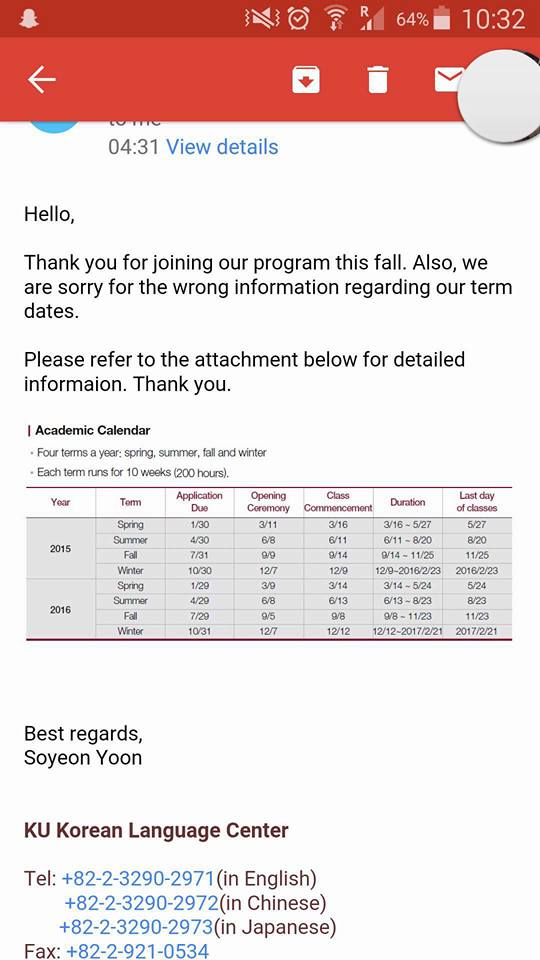 64% 10:32
04:31 View details
Hello,
Thank you for joining our program this fall. Also, we
are sorry for the wrong information regarding our term
dates.
Please refer to the attachment below for detailed
informaion. Thank you.
| Academic Calendar
• Four terms a year: spring, summer, fall and winter
• Each term runs for 10 weeks (200 hours).
Year Term Application Due Opening Ceremony Class Commencement Duration Last day of classes
2015 Spring 1/30 3/11 3/16 3/16 ~ 5/27 5/27
Summer 4/30 6/8 6/11 6/11 ~ 8/20 8/20
Fall 7/31 9/9 9/14 9/14 ~ 11/25 11/25
Winter 10/30 12/7 12/9 12/9~2016/2/23 2016/2/23
2016 Spring 1/29 3/9 3/14 3/14 ~ 5/24 5/24
Summer 4/29 6/8 6/13 6/13 ~ 8/23 8/23
Fall 7/29 9/5 9/8 9/8 ~ 11/23 11/23
Winter 10/31 12/7 12/12 12/12~2017/2/21 2017/2/21
Best regards,
Soyeon Yoon
KU Korean Language Center
Tel: +82-2-3290-2971(in English)
+82-2-3290-2972(in Chinese)
+82-2-3290-2973(in Japanese)
Fax: +82-2-921-0534